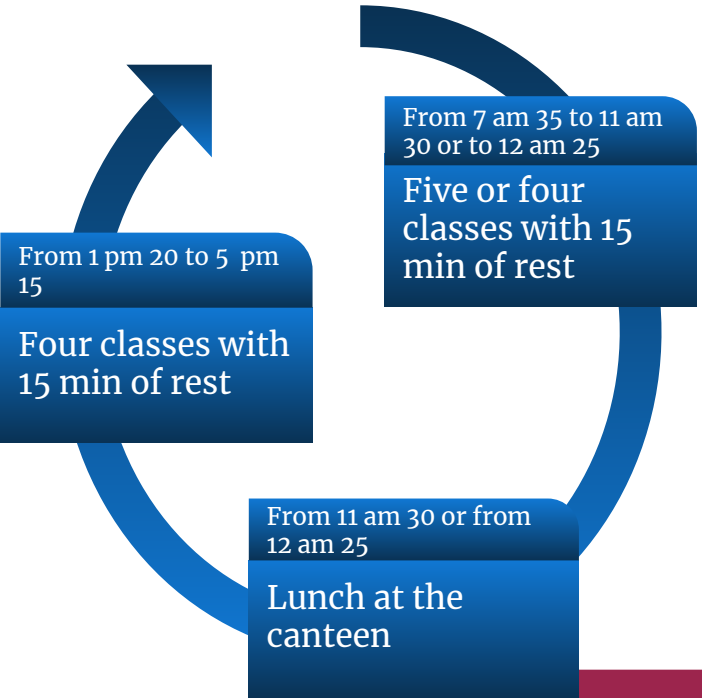 From 7 am 35 to 11 am
30 or to 12 am 25
Five or four
classes with 15
min of rest
From 11 am 30 or from
12 am 25
Lunch at the
canteen
From 1 pm 20 to 5 pm
15
Four classes with
15 min of rest